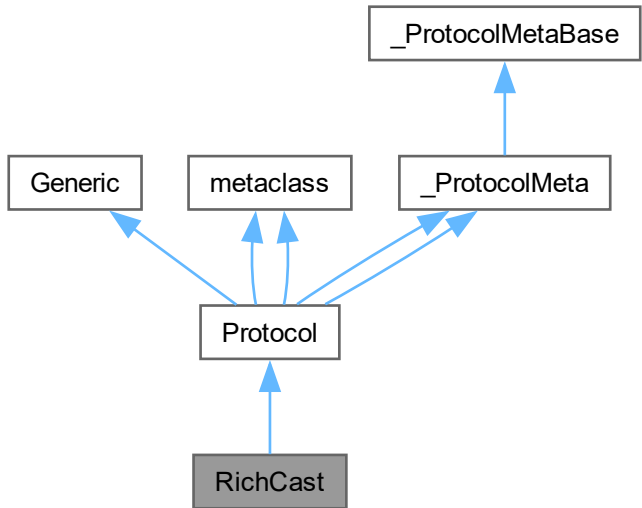 _ProtocolMetaBase
Generic
metaclass
_ProtocolMeta
Protocol
RichCast